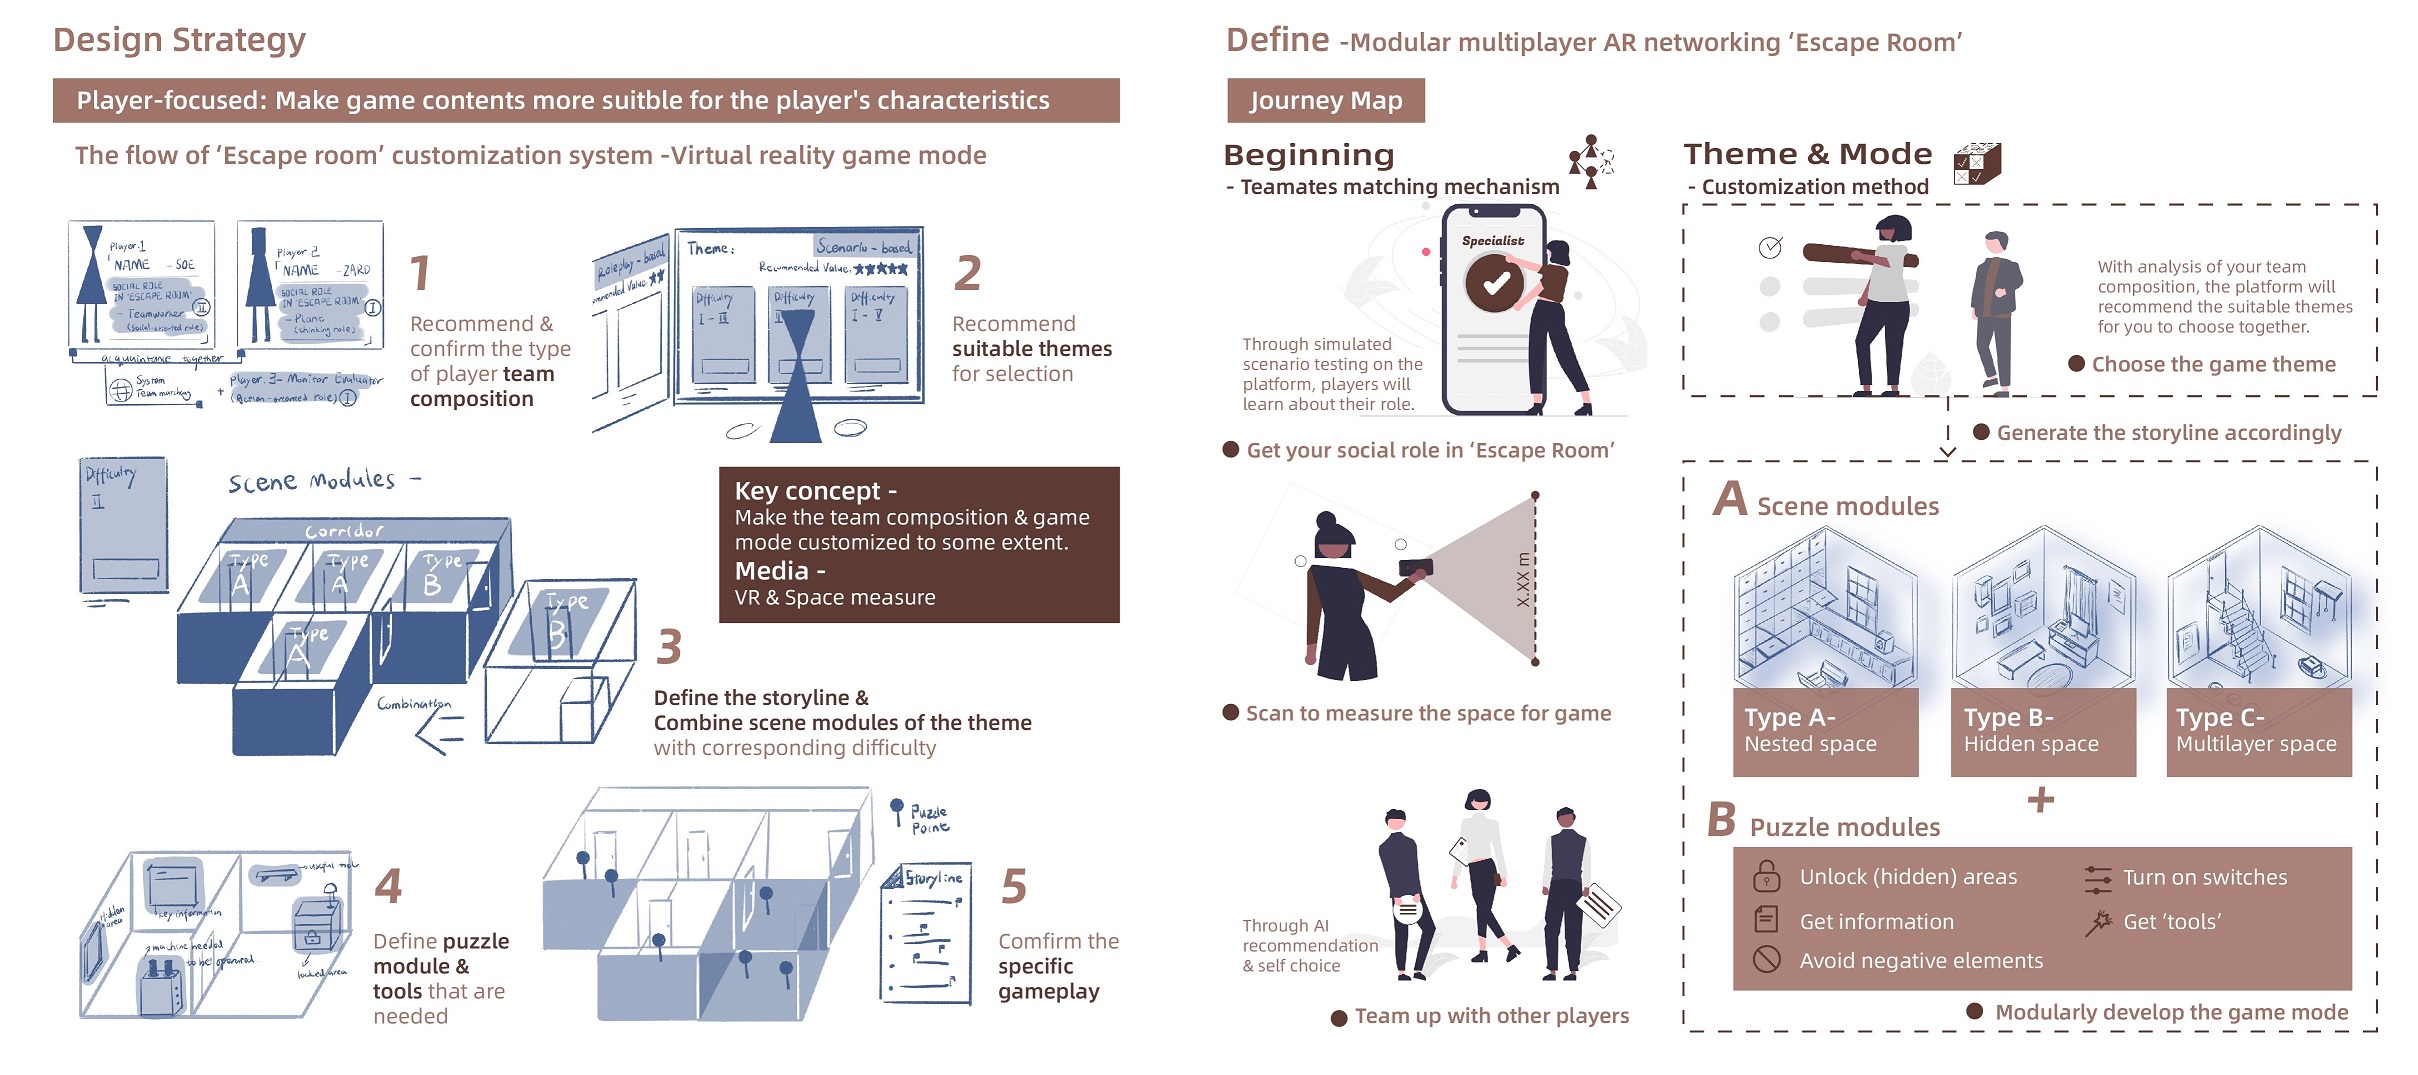 Design Strategy
Player-focused: Make game contents more suitble for the player's characteristics
The flow of ‘Escape room’ customization system -Virtual reality game mode
Player.1
NAME - SOE
SOCIAL ROLE
IN 'ESCAPE ROOM'
- Teamworker
(Social-oriented role)
II
Player.2
NAME - ZARD
SOCIAL ROLE
IN 'ESCAPE ROOM'
- Plant
(thinking role)
I
acquaintance together
System
Team marching
+ Player.3- Monitor Evaluator
(Action-oriented role) I
1
Recommend &
confirm the type
of player team
composition
Roleplay-based
Theme:
Scenario-based
Recommended Value: ★★★★★
Difficulty
I - III
Difficulty
Difficulty
I - V
2
Recommend
suitable themes
for selection
Difficulty
II
Scene Modules -
Corridor
Type
A
Type
A
Type
B
Type
A
Type
B
Combination
Key concept -
Make the team composition & game
mode customized to some extent.
Media -
VR & Space measure
3
Define the storyline &
Combine scene modules of the theme
with corresponding difficulty
Hidden
area
key information
useful tool
machine needed
to be operated.
locked area
4
Define puzzle
module &
tools that are
needed
Puzzle
Point
Storyline
5
Comfirm the
specific
gameplay
Define -Modular multiplayer AR networking ‘Escape Room’
Journey Map
Beginning
- Teamates matching mechanism
Specialist
Through simulated
scenario testing on the
platform, players will
learn about their role.
● Get your social role in ‘Escape Room’
X.XX m
● Scan to measure the space for game
Through AI
recommendation
& self choice
● Team up with other players
Theme & Mode
- Customization method
With analysis of your team
composition, the platform will
recommend the suitable themes
for you to choose together.
● Choose the game theme
● Generate the storyline accordingly
A Scene modules
Type A-
Nested space
Type B-
Hidden space
Type C-
Multilayer space
+
B Puzzle modules
Unlock (hidden) areas
Turn on switches
Get information
Get ‘tools’
Avoid negative elements
● Modularly develop the game mode